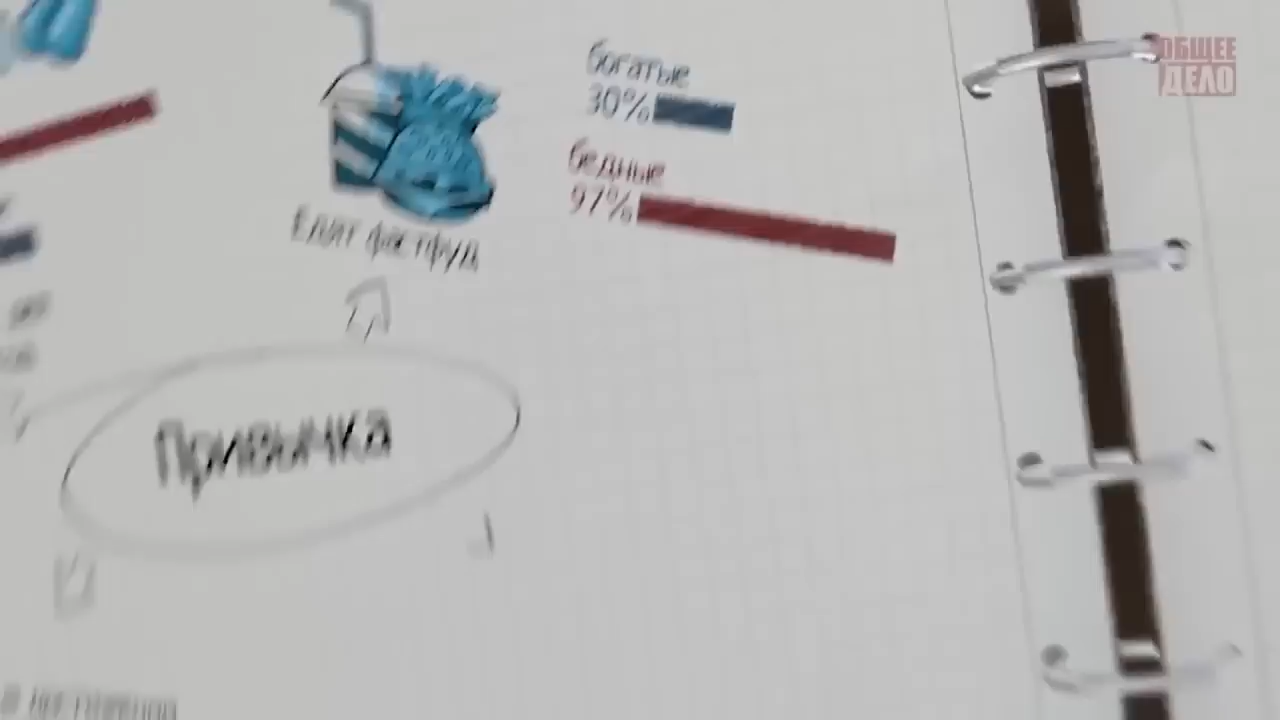 ОБЩЕЕ
ДЕЛО
богатые
30%
бедные
97%
Едят фастфуд
Привычка